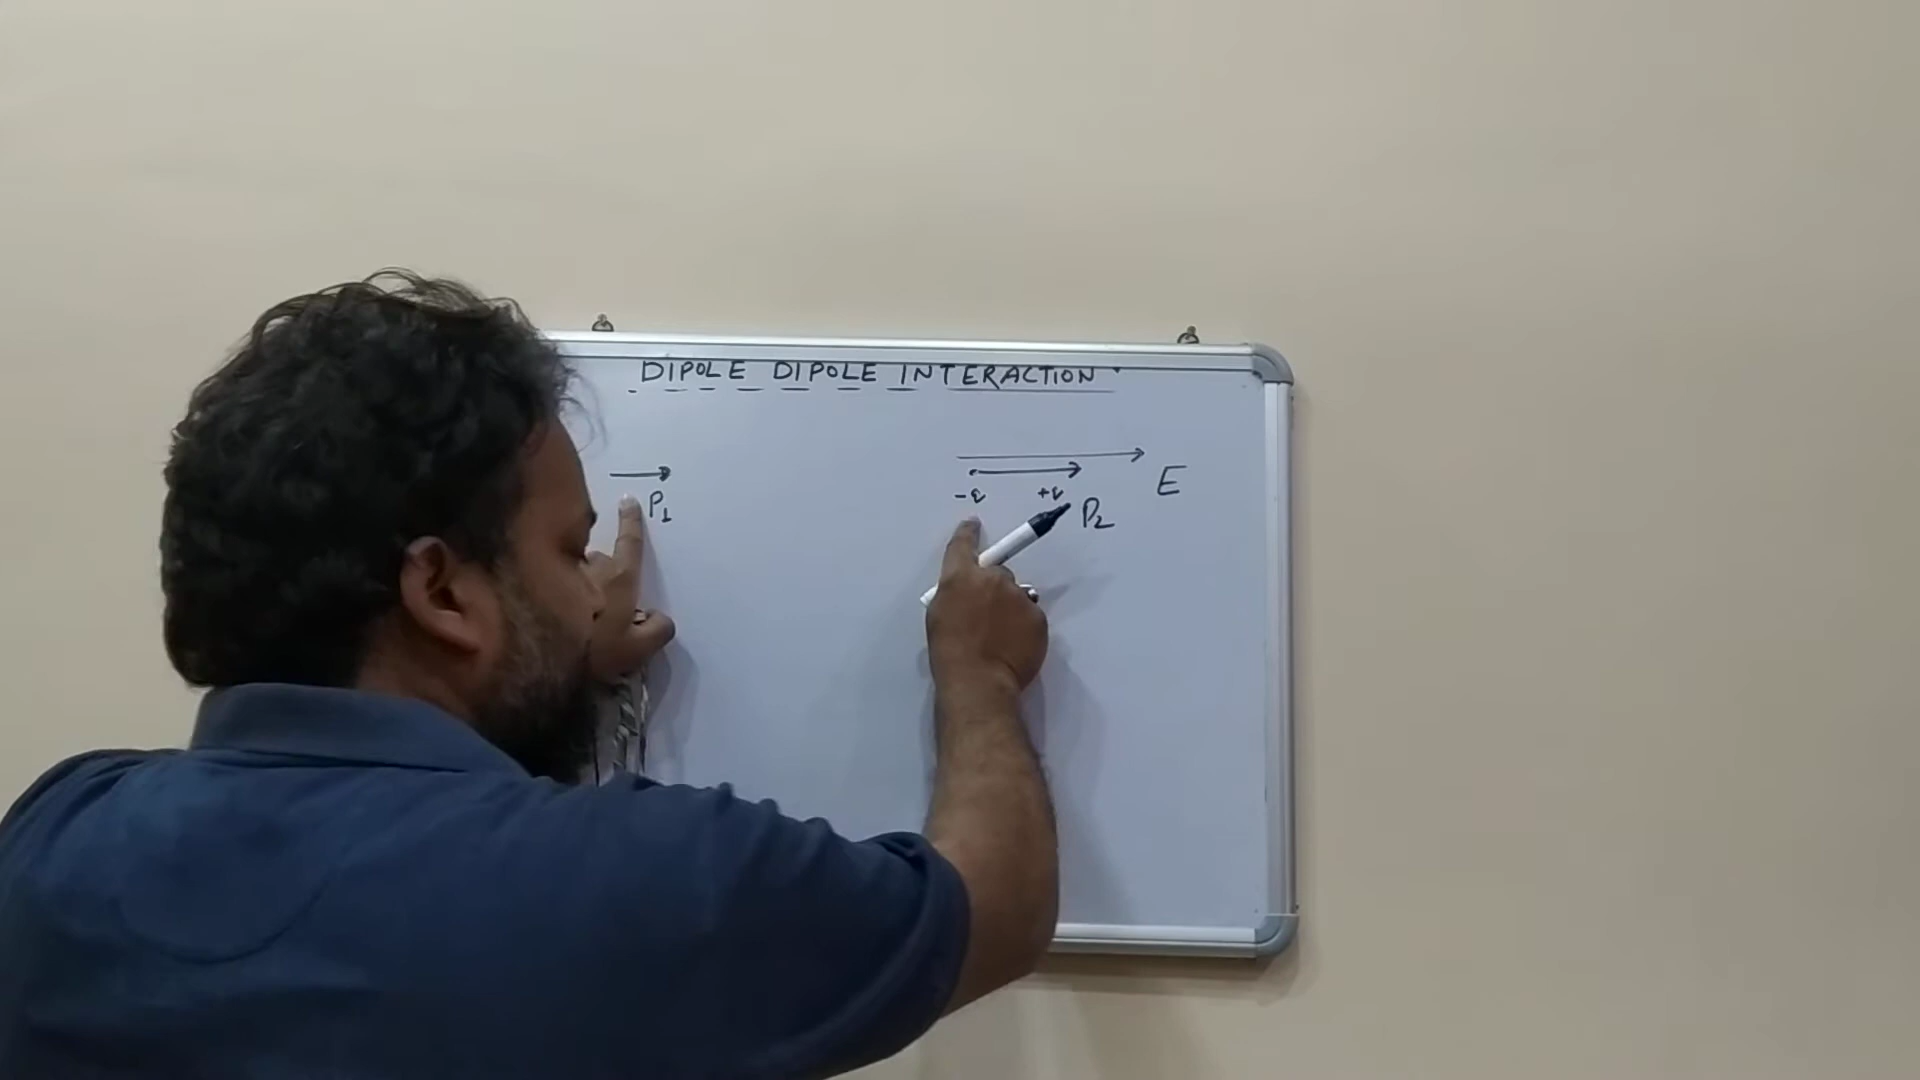 DIPOLE DIPOLE INTERACTION
P₁
-q +q
P₂
E